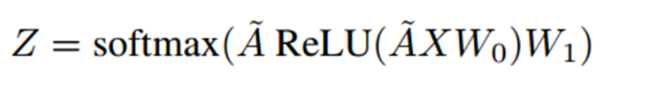 Z = softmax(Ã ReLU(ÃXW₀)W₁)